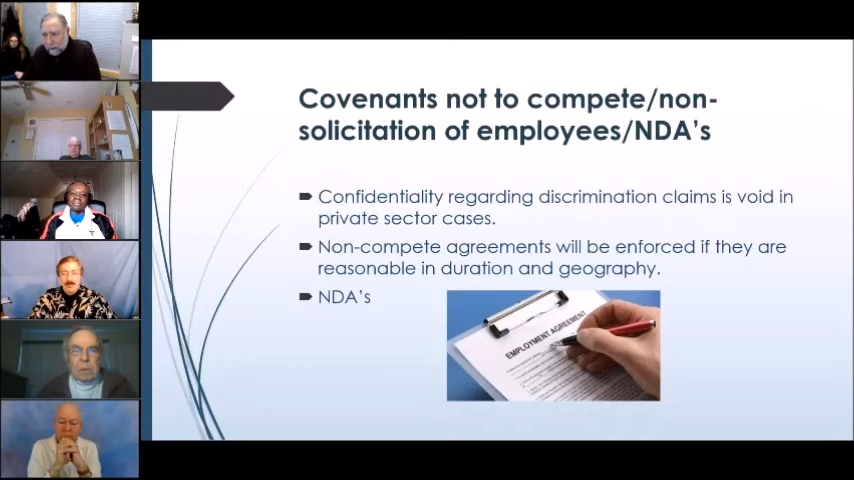 Covenants not to compete/non-
solicitation of employees/NDA's
Confidentiality regarding discrimination claims is void in
private sector cases.
Non-compete agreements will be enforced if they are
reasonable in duration and geography.
NDA's
EMPLOYMENT AGREEMENT